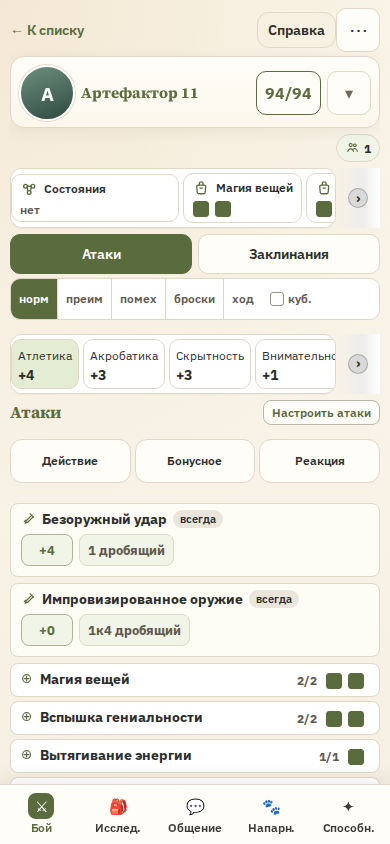 ← К списку
Справка
...
А
Артефактор 11
94/94
▼
1
Состояния
нет
Магия вещей
Атаки
Заклинания
норм преим помех броски ход куб.
Атлетика
+4
Акробатика
+3
Скрытность
+3
Внимательно
+1
Атаки
Настроить атаки
Действие
Бонусное
Реакция
Безоружный удар всегда
+4 1 дробящий
Импровизированное оружие всегда
+0 1к4 дробящий
Магия вещей 2/2
Вспышка гениальности 2/2
Вытягивание энергии 1/1
Бой
Исслед.
Общение
Напарн.
Способн.